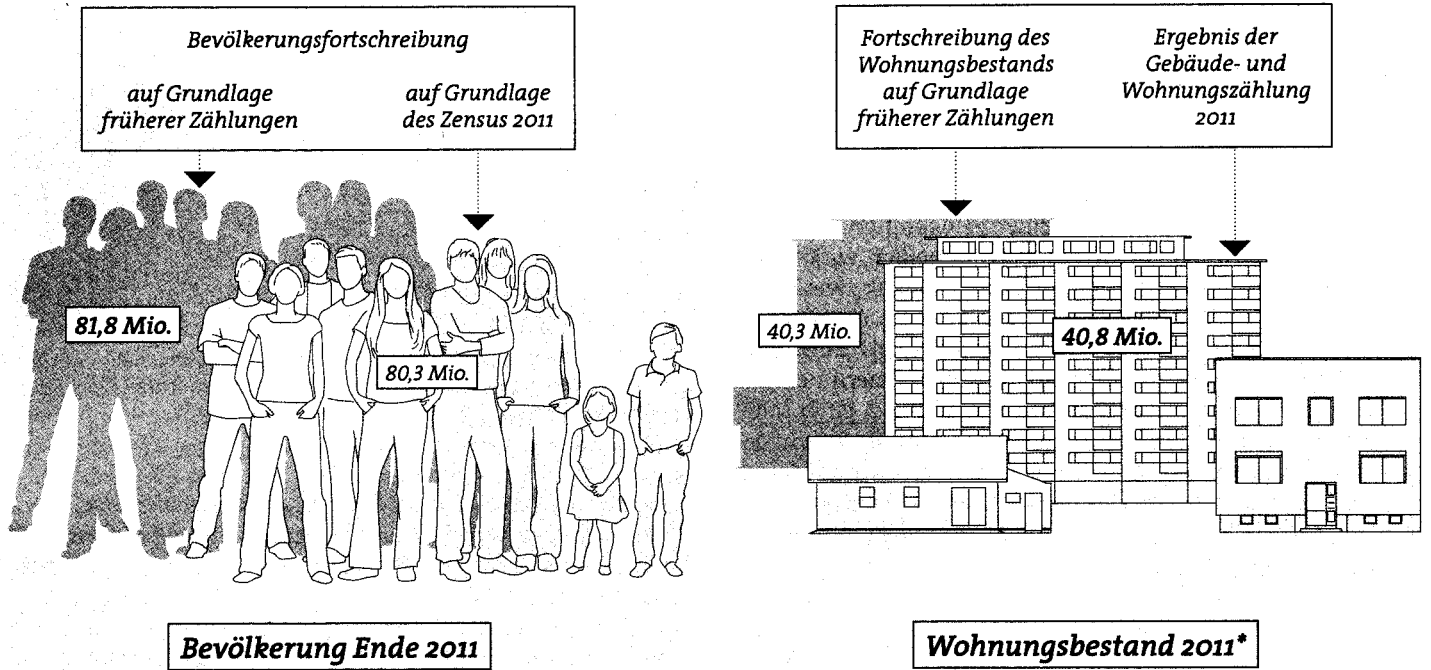 Bevölkerungsfortschreibung
auf Grundlage
früherer Zählungen
auf Grundlage
des Zensus 2011
81,8 Mio.
80,3 Mio.
Bevölkerung Ende 2011
Fortschreibung des
Wohnungsbestands
auf Grundlage
früherer Zählungen
Ergebnis der
Gebäude- und
Wohnungszählung
2011
40,3 Mio.
40,8 Mio.
Wohnungsbestand 2011*